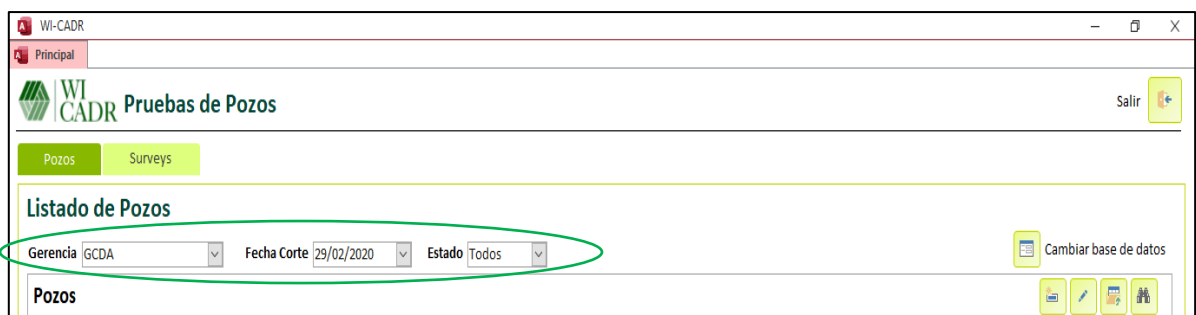 WI-CADR
Principal
WI
CADR
Pruebas de Pozos
Salir
Pozos Surveys
Listado de Pozos
Gerencia GCDA Fecha Corte 29/02/2020 Estado Todos Cambiar base de datos
Pozos